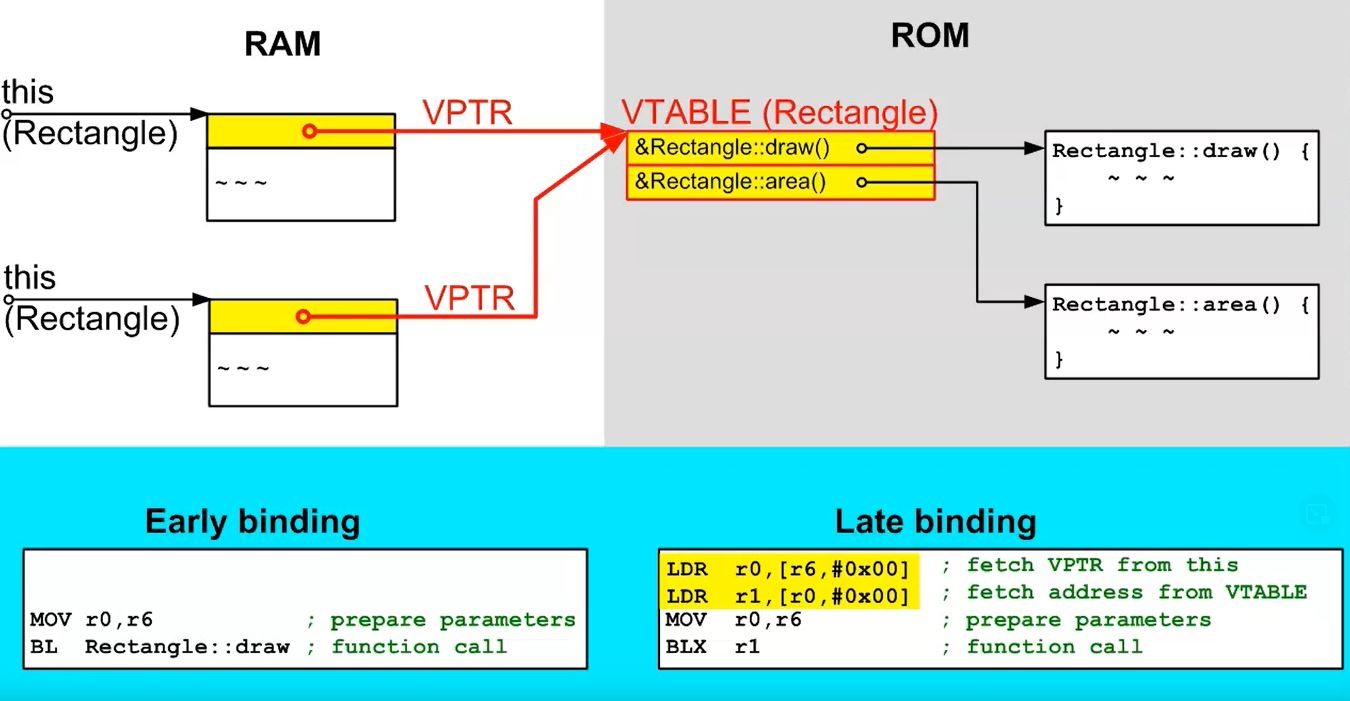 RAM
ROM
this
(Rectangle)
VPTR
VTABLE (Rectangle)
&Rectangle::draw()
&Rectangle::area()
~ ~ ~
Rectangle::draw() {
~ ~ ~
}
this
(Rectangle)
VPTR
~ ~ ~
Rectangle::area() {
~ ~ ~
}
Early binding
MOV r0,r6 ; prepare parameters
BL Rectangle::draw ; function call
Late binding
LDR r0,[r6,#0x00] ; fetch VPTR from this
LDR r1,[r0,#0x00] ; fetch address from VTABLE
MOV r0,r6 ; prepare parameters
BLX r1 ; function call